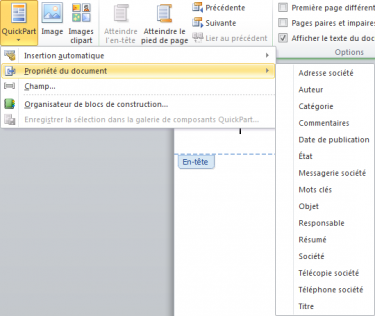 QuickPart
Image
Images clipart
Atteindre l'en-tête
Atteindre le pied de page
Précédente
Suivante
Lier au précédent
Première page différent
Pages paires et impaires
Afficher le texte du doc
Options
Insertion automatique
Propriété du document
Champ...
Organisateur de blocs de construction...
Enregistrer la sélection dans la galerie de composants QuickPart...
En-tête
Adresse société
Auteur
Catégorie
Commentaires
Date de publication
État
Messagerie société
Mots clés
Objet
Responsable
Résumé
Société
Télécopie société
Téléphone société
Titre